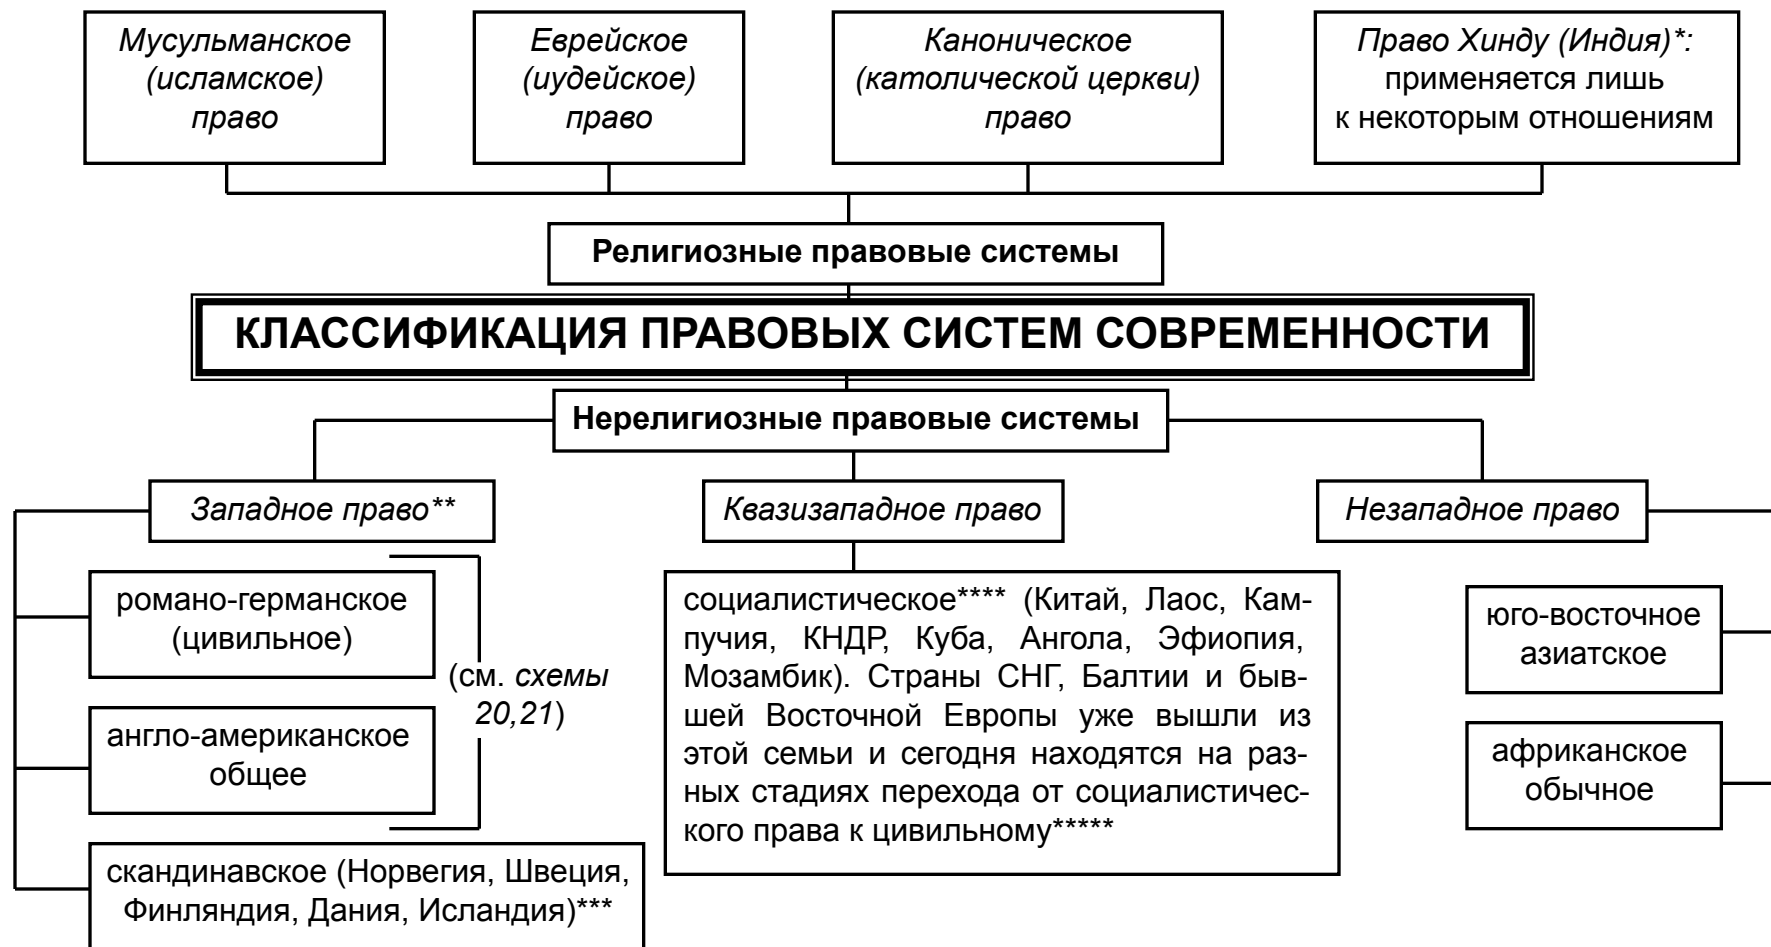 Мусульманское
(исламское)
право
Еврейское
(иудейское)
право
Каноническое
(католической церкви)
право
Право Хинду (Индия)*:
применяется лишь
к некоторым отношениям
Религиозные правовые системы
КЛАССИФИКАЦИЯ ПРАВОВЫХ СИСТЕМ СОВРЕМЕННОСТИ
Нерелигиозные правовые системы
Западное право**
Квазизападное право
Незападное право
романо-германское
(цивильное)
англо-американское
общее
(см. схемы
20,21)
скандинавское (Норвегия, Швеция,
Финляндия, Дания, Исландия)***
социалистическое**** (Китай, Лаос, Кам-
пучия, КНДР, Куба, Ангола, Эфиопия,
Мозамбик). Страны СНГ, Балтии и быв-
шей Восточной Европы уже вышли из
этой семьи и сегодня находятся на раз-
ных стадиях перехода от социалистичес-
кого права к цивильному*****
юго-восточное
азиатское
африканское
обычное